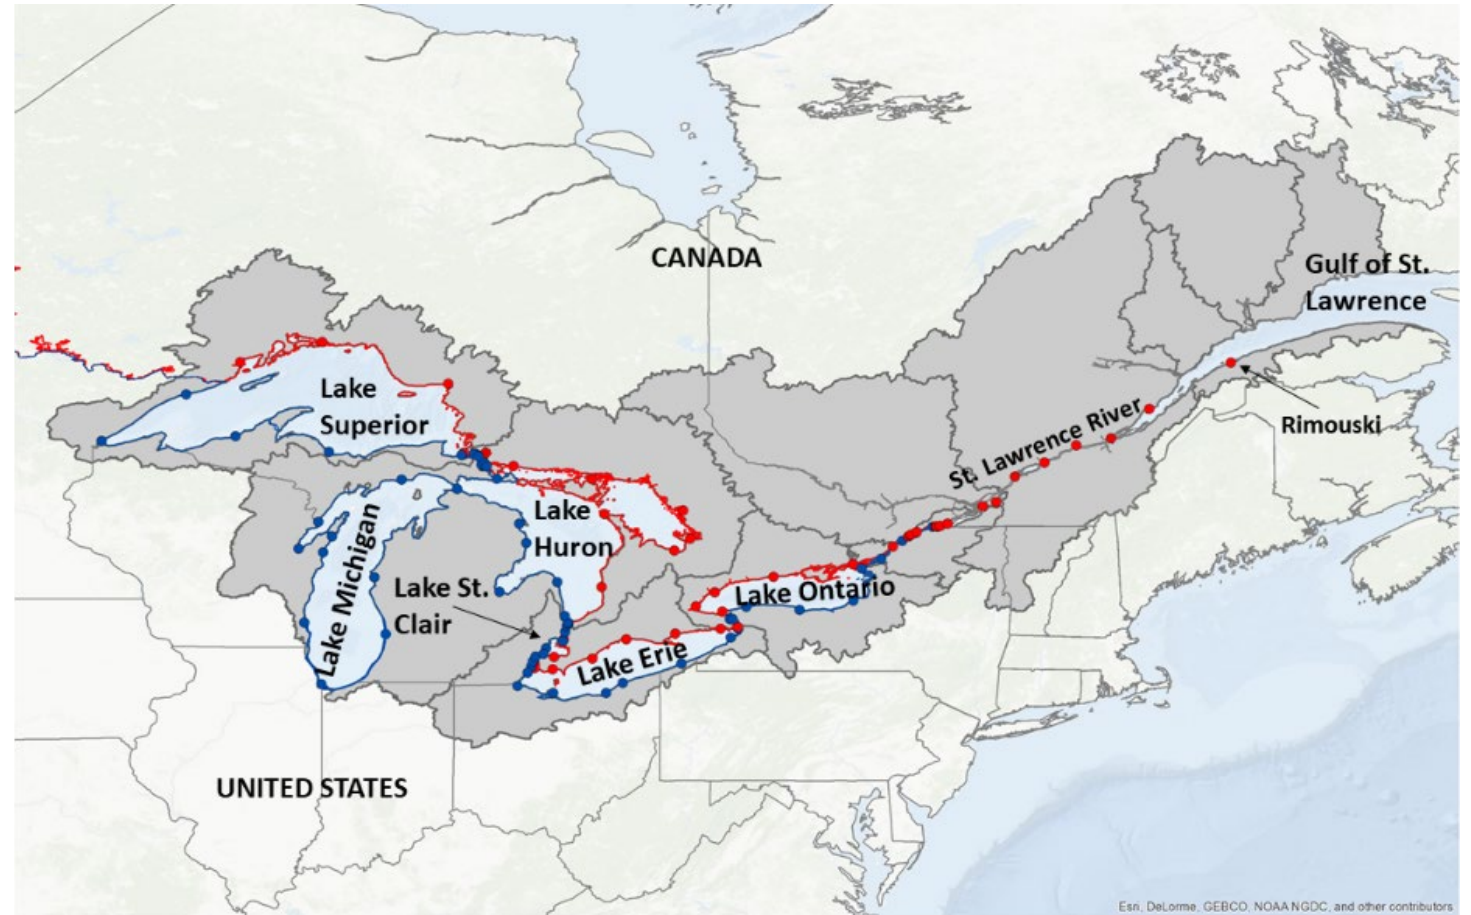 CANADA
Gulf of St.
Lawrence
Lake
Superior
Rimouski
St. Lawrence River
Lake
Huron
Lake Michigan
Lake St.
Clair
Lake Ontario
Lake Erie
UNITED STATES
Esri, DeLorme, GEBCO, NOAA NGDC, and other contributors